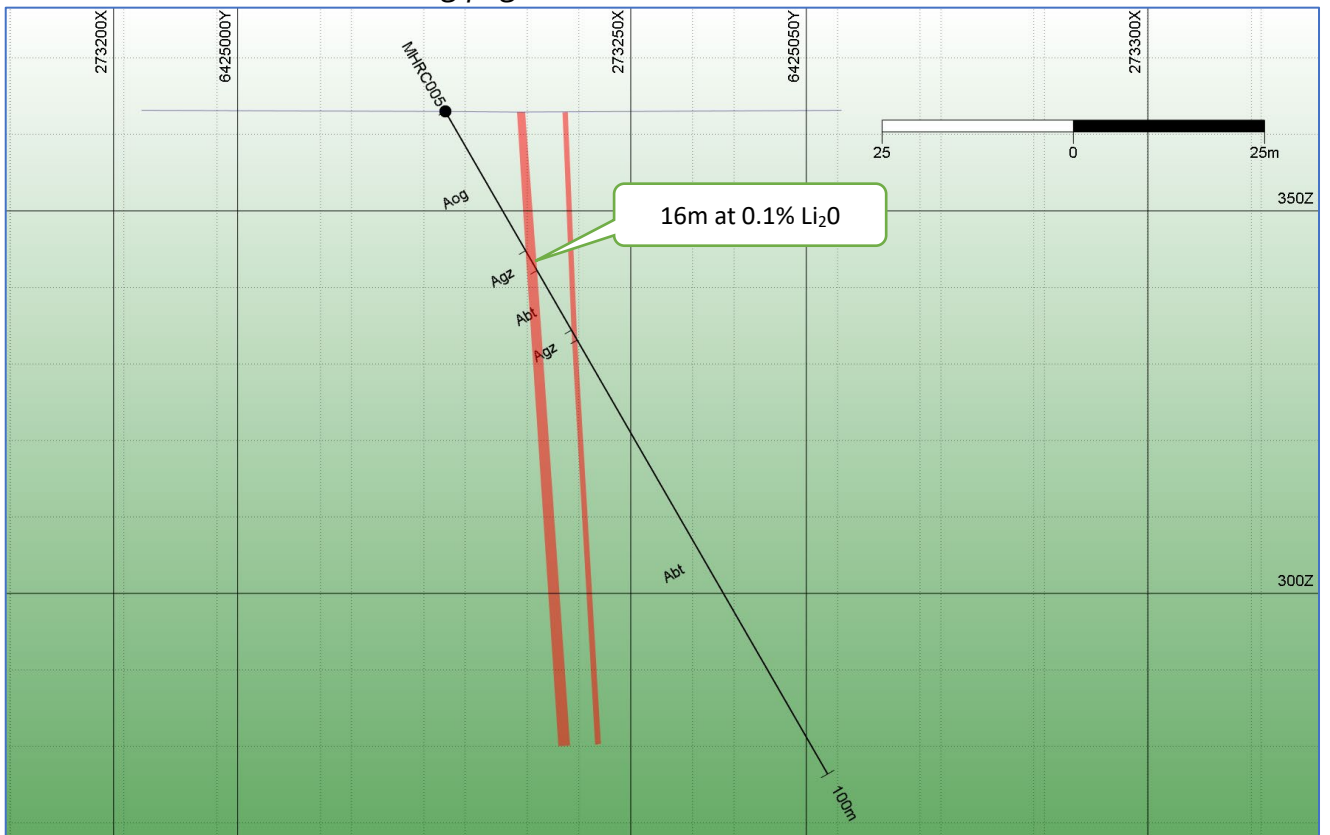 273200X
6425000Y
273250X
6425050Y
273300X
MHRC005
25 0 25m
350Z
Aog
16m at 0.1% Li₂0
Agz
Abt
Agz
Abt
300Z
100m